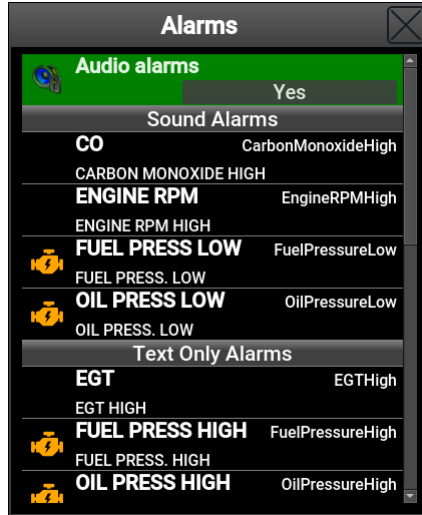 Alarms
Audio alarms
Yes
Sound Alarms
CO CarbonMonoxideHigh
CARBON MONOXIDE HIGH
ENGINE RPM EngineRPMHigh
ENGINE RPM HIGH
FUEL PRESS LOW FuelPressureLow
FUEL PRESS. LOW
OIL PRESS LOW OilPressureLow
OIL PRESS. LOW
Text Only Alarms
EGT EGTHigh
EGT HIGH
FUEL PRESS HIGH FuelPressureHigh
FUEL PRESS. HIGH
OIL PRESS HIGH OilPressureHigh